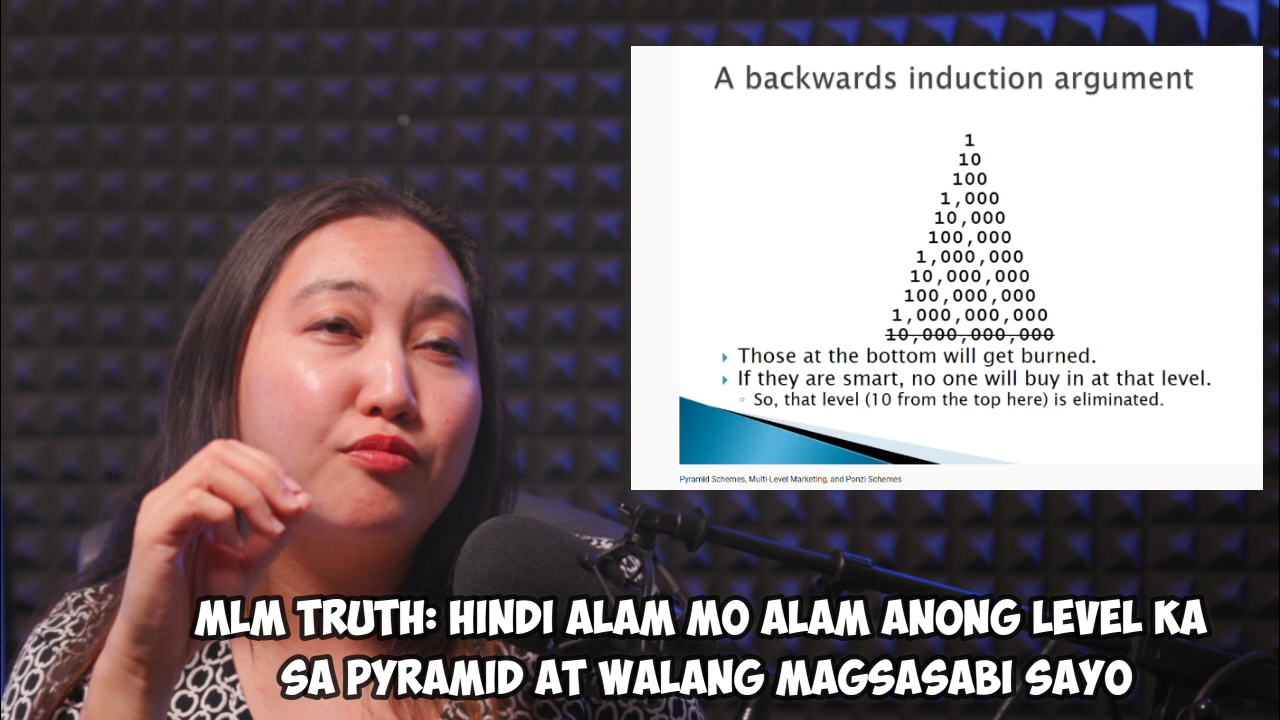 A backwards induction argument
1
10
100
1,000
10,000
100,000
1,000,000
10,000,000
100,000,000
1,000,000,000
10,000,000,000
Those at the bottom will get burned.
If they are smart, no one will buy in at that level.
So, that level (10 from the top here) is eliminated.
Pyramid Schemes, Multi-Level Marketing, and Ponzi Schemes
MLM TRUTH: HINDI ALAM MO ALAM ANONG LEVEL KA
SA PYRAMID AT WALANG MAGSASABI SAYO